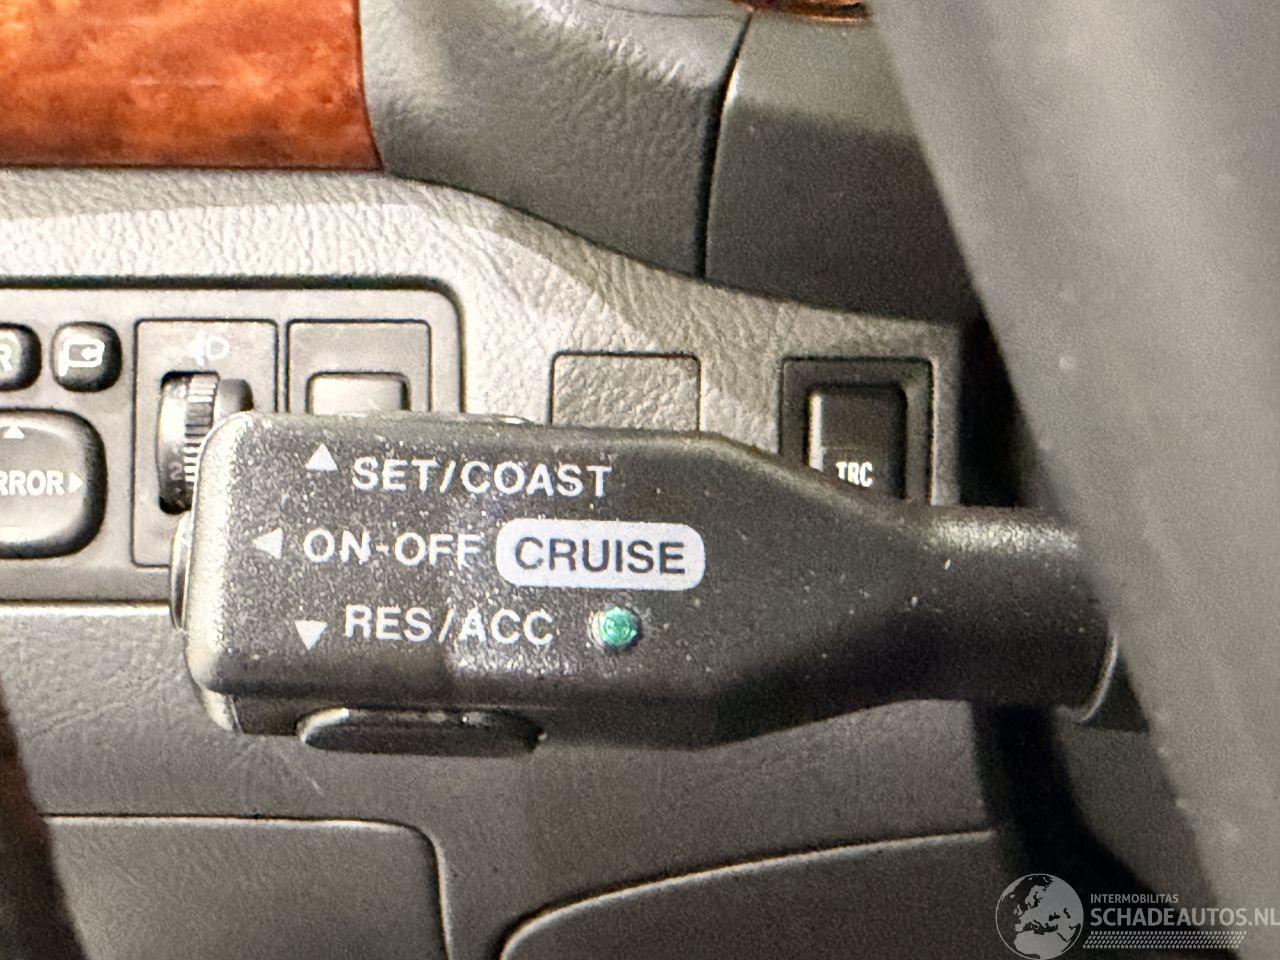 TRC
RROR
SET/COAST
ON-OFF CRUISE
RES/ACC
INTERMOBILITAS
SCHADEAUTOS.NL